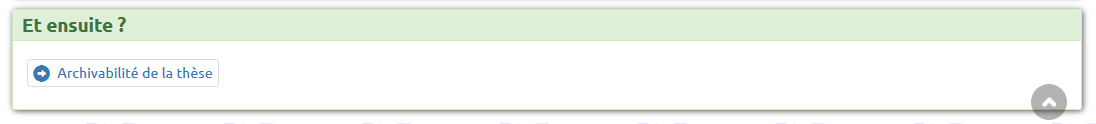 Et ensuite ?
Archivabilité de la thèse